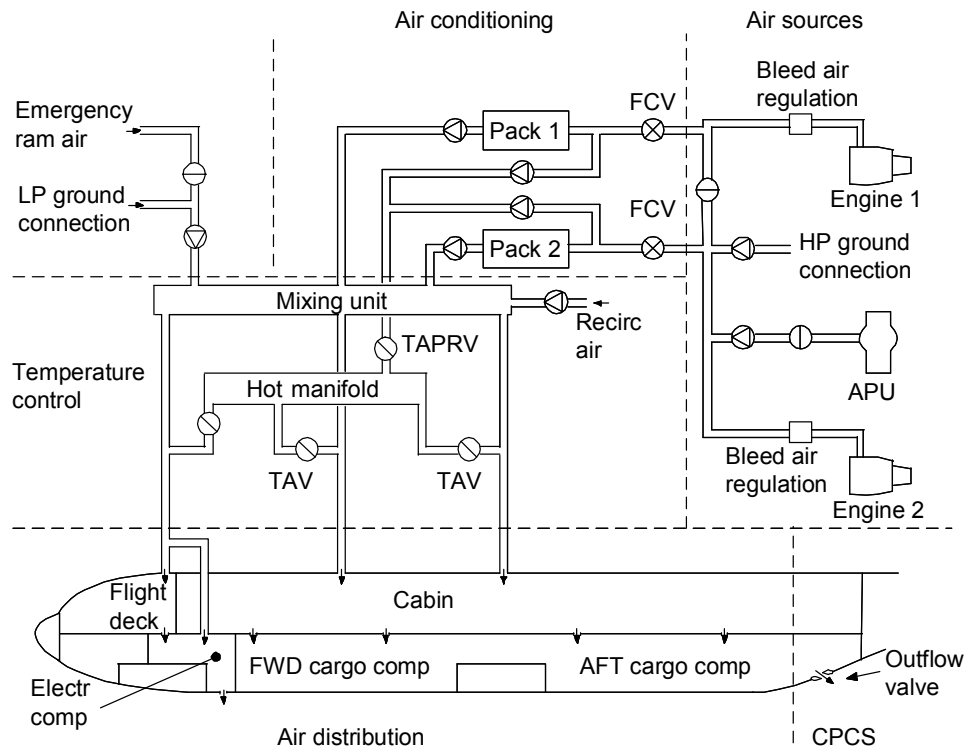 Air conditioning
Air sources
Bleed air
regulation
Emergency
ram air
FCV
Pack 1
Engine 1
LP ground
connection
FCV
Pack 2
HP ground
connection
Mixing unit
Recirc
air
TAPRV
Temperature
control
Hot manifold
APU
TAV
TAV
Bleed air
regulation
Engine 2
Flight
deck
Cabin
FWD cargo comp
AFT cargo comp
Electr
comp
Outflow
valve
Air distribution
CPCS